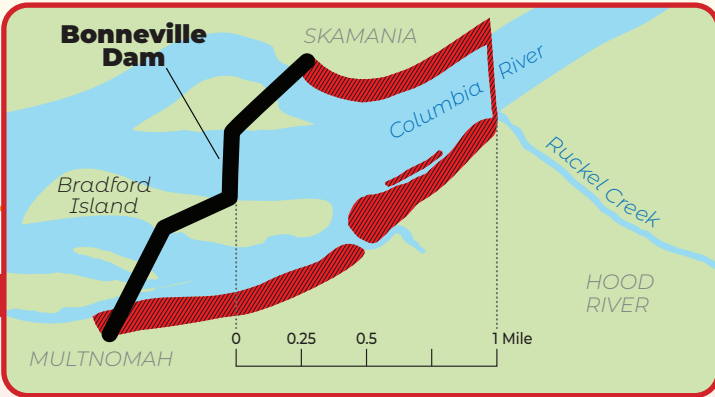 Bonneville
Dam
SKAMANIA
Columbia River
Ruckel Creek
Bradford
Island
HOOD
RIVER
0 0.25 0.5 1 Mile
MULTNOMAH